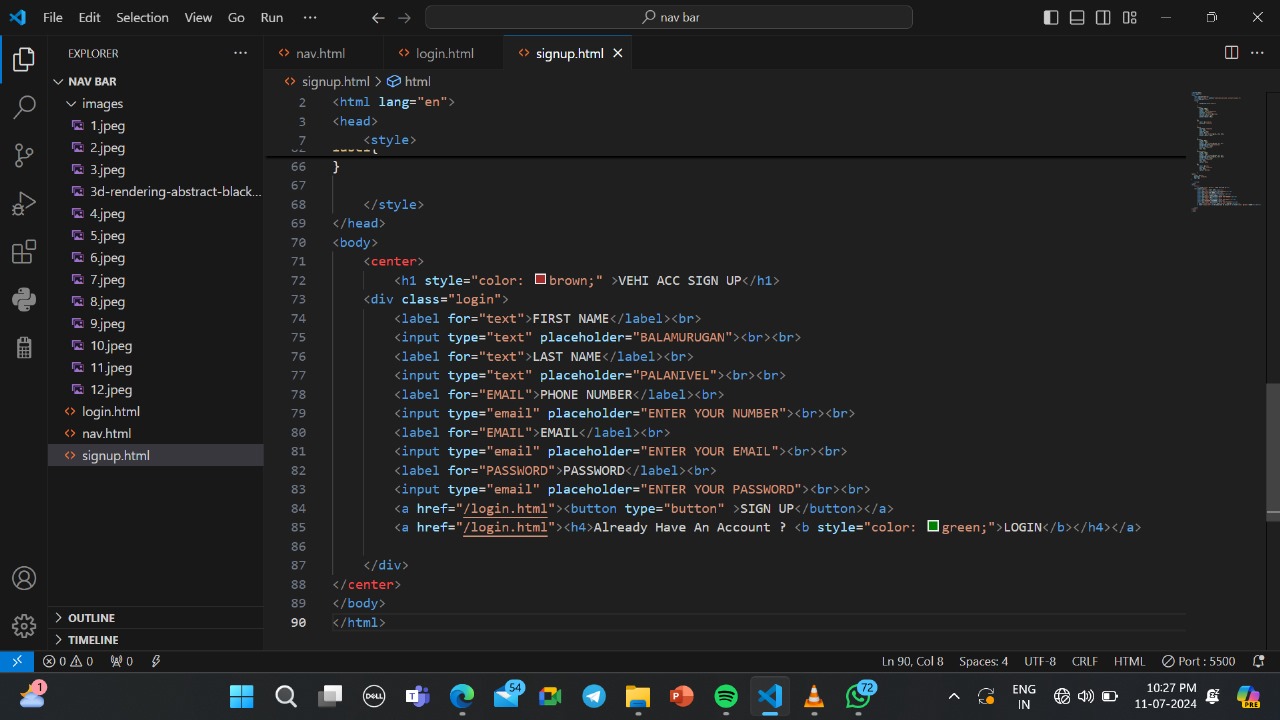 File Edit Selection View Go Run ··· nav bar
EXPLORER ···
nav.html login.html signup.html
NAV BAR
signup.html > html
images
1.jpeg
2.jpeg
3.jpeg
3d-rendering-abstract-black...
4.jpeg
5.jpeg
6.jpeg
7.jpeg
8.jpeg
9.jpeg
10.jpeg
11.jpeg
12.jpeg
login.html
nav.html
signup.html
OUTLINE
TIMELINE
2 <html lang="en">
3 <head>
7 <style>
66 }
67
68 </style>
69 </head>
70 <body>
71 <center>
72 <h1 style="color: brown;" >VEHI ACC SIGN UP</h1>
73 <div class="login">
74 <label for="text">FIRST NAME</label><br>
75 <input type="text" placeholder="BALAMURUGAN"><br><br>
76 <label for="text">LAST NAME</label><br>
77 <input type="text" placeholder="PALANIVEL"><br><br>
78 <label for="EMAIL">PHONE NUMBER</label><br>
79 <input type="email" placeholder="ENTER YOUR NUMBER"><br><br>
80 <label for="EMAIL">EMAIL</label><br>
81 <input type="email" placeholder="ENTER YOUR EMAIL"><br><br>
82 <label for="PASSWORD">PASSWORD</label><br>
83 <input type="email" placeholder="ENTER YOUR PASSWORD"><br><br>
84 <a href="/login.html"><button type="button" >SIGN UP</button></a>
85 <a href="/login.html"><h4>Already Have An Account ? <b style="color: green;">LOGIN</b></h4></a>
86
87 </div>
88 </center>
89 </body>
90 </html>
0 0 0 Ln 90, Col 8 Spaces: 4 UTF-8 CRLF HTML Port : 5500
1 DELL 54 72 ENG IN 10:27 PM 11-07-2024 PRE